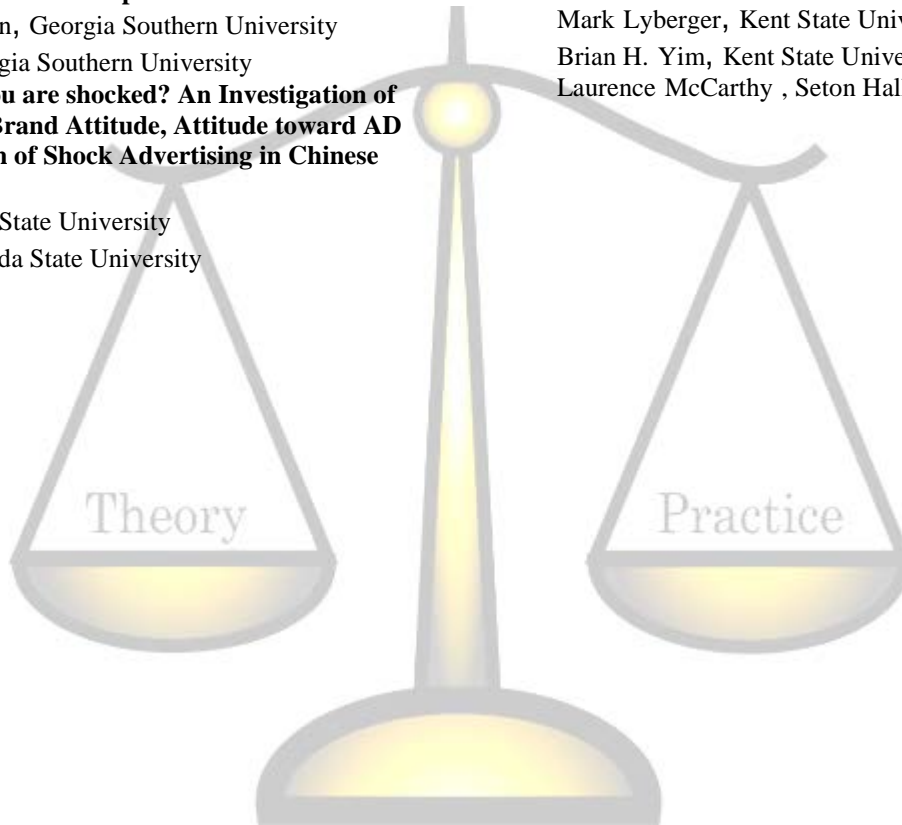 n, Georgia Southern University
gia Southern University
ou are shocked? An Investigation of
Brand Attitude, Attitude toward AD
n of Shock Advertising in Chinese
State University
da State University
Mark Lyberger, Kent State Univ
Brian H. Yim, Kent State Unive
Laurence McCarthy , Seton Hal
Theory
Practice